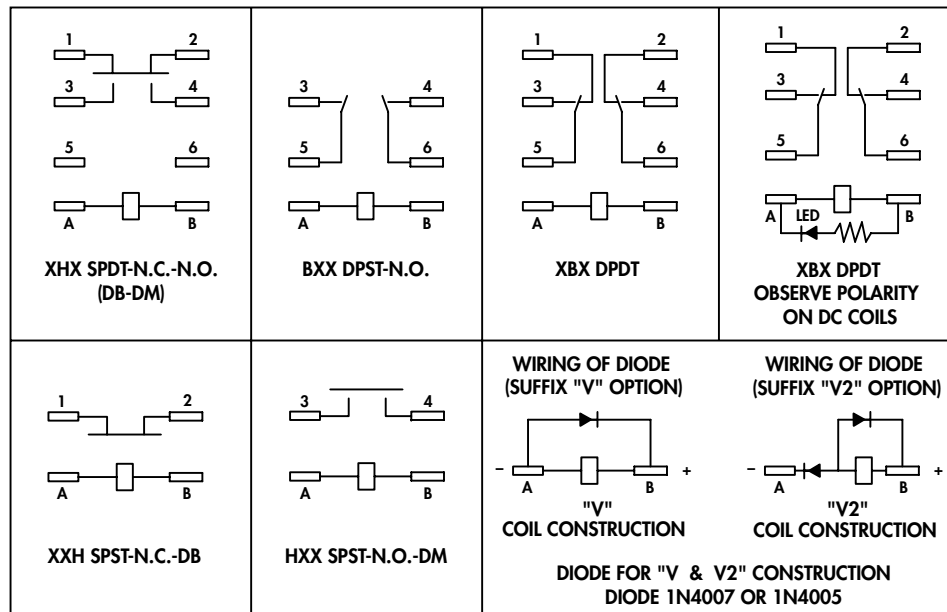 1 2
3 4
5 6
A B
XHX SPDT-N.C.-N.O.
(DB-DM)
3 4
5 6
A B
BXX DPST-N.O.
1 2
3 4
5 6
A B
XBX DPDT
1 2
3 4
5 6
A LED B
XBX DPDT
OBSERVE POLARITY
ON DC COILS
1 2
A B
XXH SPST-N.C.-DB
3 4
A B
HXX SPST-N.O.-DM
WIRING OF DIODE
(SUFFIX "V" OPTION)
– +
A B
"V"
COIL CONSTRUCTION
WIRING OF DIODE
(SUFFIX "V2" OPTION)
– +
A B
"V2"
COIL CONSTRUCTION
DIODE FOR "V & V2" CONSTRUCTION
DIODE 1N4007 OR 1N4005